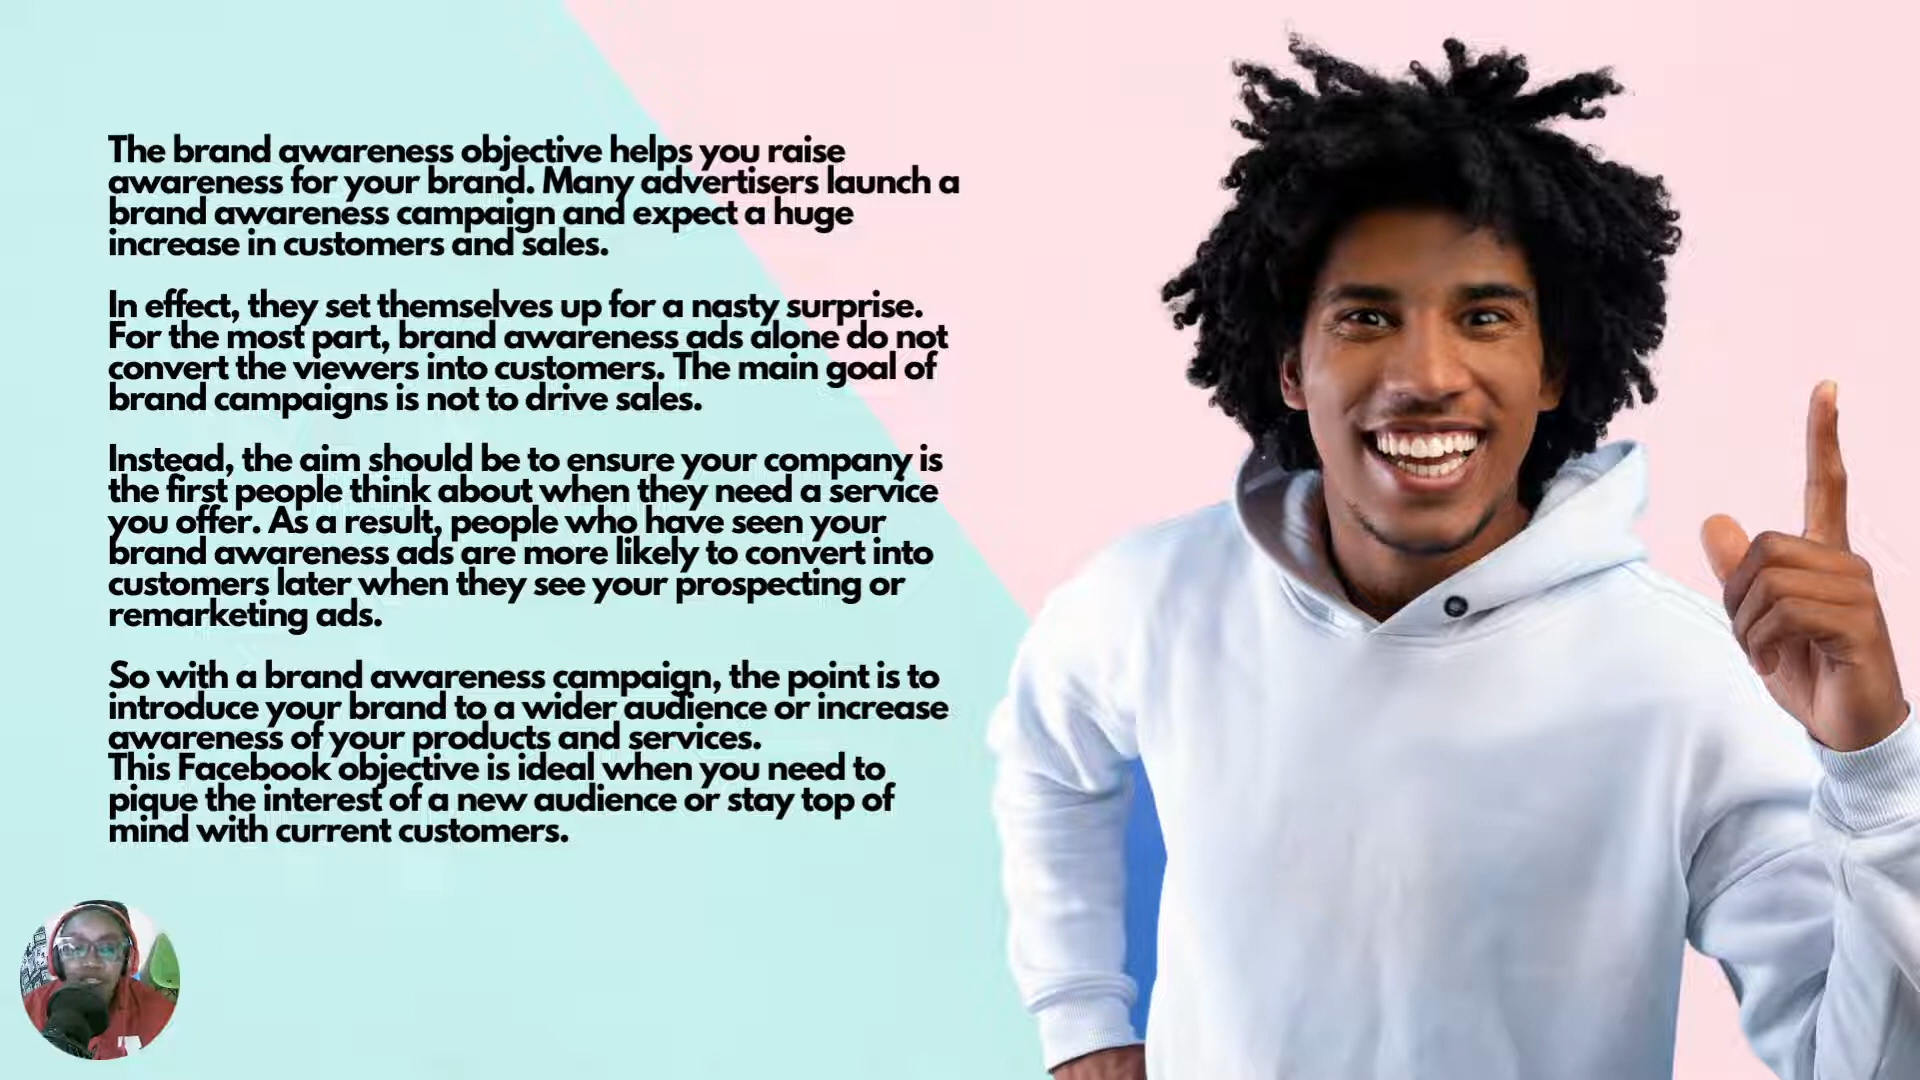 The brand awareness objective helps you raise
awareness for your brand. Many advertisers launch a
brand awareness campaign and expect a huge
increase in customers and sales.
In effect, they set themselves up for a nasty surprise.
For the most part, brand awareness ads alone do not
convert the viewers into customers. The main goal of
brand campaigns is not to drive sales.
Instead, the aim should be to ensure your company is
the first people think about when they need a service
you offer. As a result, people who have seen your
brand awareness ads are more likely to convert into
customers later when they see your prospecting or
remarketing ads.
So with a brand awareness campaign, the point is to
introduce your brand to a wider audience or increase
awareness of your products and services.
This Facebook objective is ideal when you need to
pique the interest of a new audience or stay top of
mind with current customers.